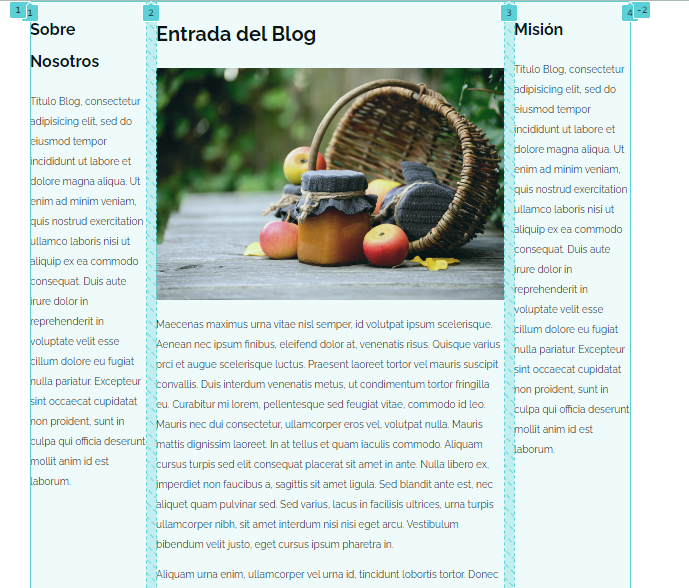 1
1
2
3
4
-2
Sobre
Nosotros
Titulo Blog, consectetur
adipisicing elit, sed do
eiusmod tempor
incididunt ut labore et
dolore magna aliqua. Ut
enim ad minim veniam,
quis nostrud exercitation
ullamco laboris nisi ut
aliquip ex ea commodo
consequat. Duis aute
irure dolor in
reprehenderit in
voluptate velit esse
cillum dolore eu fugiat
nulla pariatur. Excepteur
sint occaecat cupidatat
non proident, sunt in
culpa qui officia deserunt
mollit anim id est
laborum.
Entrada del Blog
Maecenas maximus urna vitae nisl semper, id volutpat ipsum scelerisque.
Aenean nec ipsum finibus, eleifend dolor at, venenatis risus. Quisque varius
orci et augue scelerisque luctus. Praesent laoreet tortor vel mauris suscipit
convallis. Duis interdum venenatis metus, ut condimentum tortor fringilla
eu. Curabitur mi lorem, pellentesque sed feugiat vitae, commodo id leo.
Mauris nec dui consectetur, ullamcorper eros vel, volutpat nulla. Mauris
mattis dignissim laoreet. In at tellus et quam iaculis commodo. Aliquam
cursus turpis sed elit consequat placerat sit amet in ante. Nulla libero ex,
imperdiet non faucibus a, sagittis sit amet ligula. Sed blandit ante est, nec
aliquet quam pulvinar sed. Sed varius, lacus in facilisis ultrices, urna turpis
ullamcorper nibh, sit amet interdum nisi nisi eget arcu. Vestibulum
bibendum velit justo, eget cursus ipsum pharetra in.
Aliquam urna enim, ullamcorper vel urna id, tincidunt lobortis tortor. Donec
Misión
Titulo Blog, consectetur
adipisicing elit, sed do
eiusmod tempor
incididunt ut labore et
dolore magna aliqua. Ut
enim ad minim veniam,
quis nostrud exercitation
ullamco laboris nisi ut
aliquip ex ea commodo
consequat. Duis aute
irure dolor in
reprehenderit in
voluptate velit esse
cillum dolore eu fugiat
nulla pariatur. Excepteur
sint occaecat cupidatat
non proident, sunt in
culpa qui officia deserunt
mollit anim id est
laborum.